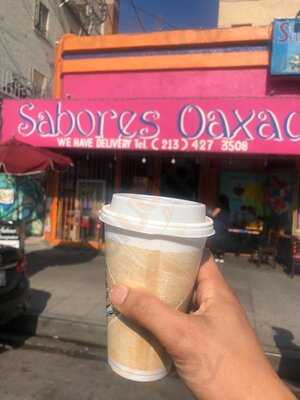 Sabores Oaxac
WE HAVE DELIVERY Tel. (213) 427 3508